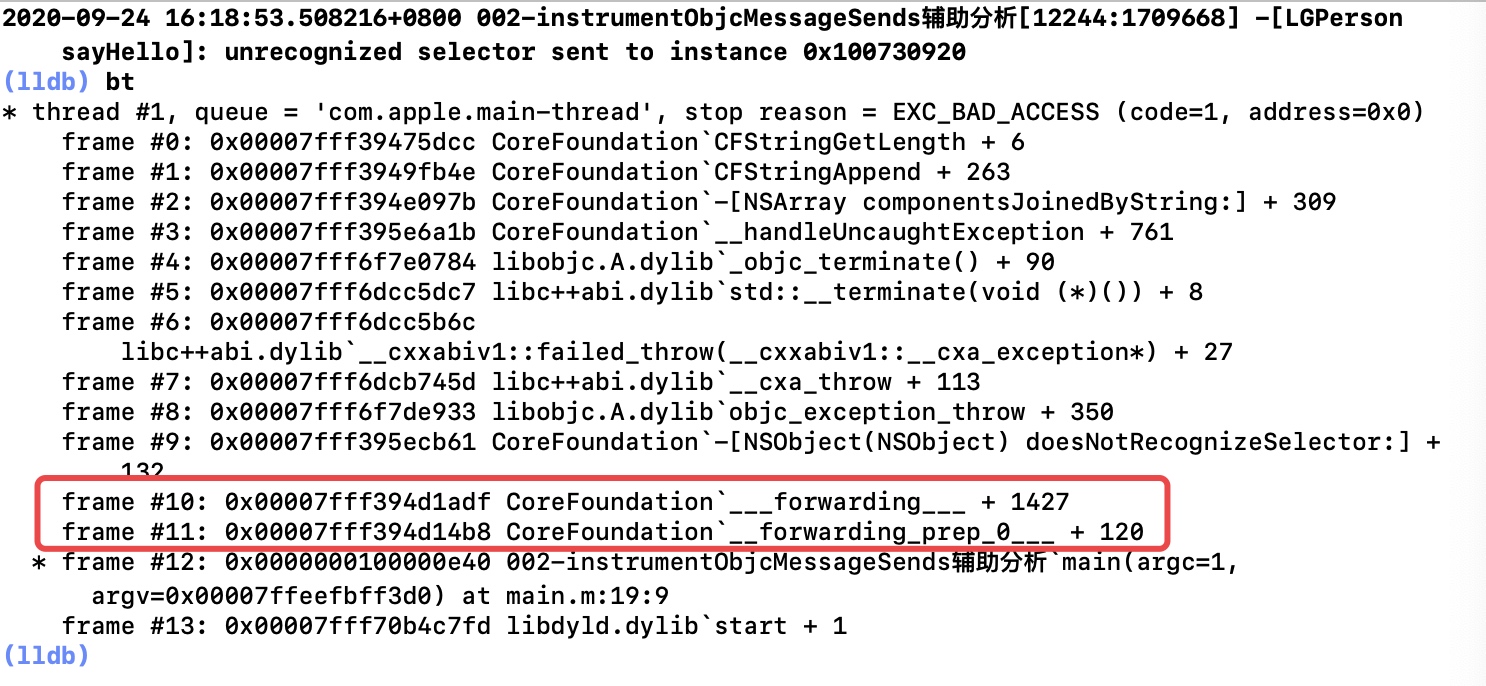 2020-09-24 16:18:53.508216+0800 002-instrumentObjcMessageSends辅助分析[12244:1709668] -[LGPerson
sayHello]: unrecognized selector sent to instance 0x100730920
(lldb) bt
* thread #1, queue = 'com.apple.main-thread', stop reason = EXC_BAD_ACCESS (code=1, address=0x0)
frame #0: 0x00007fff39475dcc CoreFoundation`CFStringGetLength + 6
frame #1: 0x00007fff3949fb4e CoreFoundation`CFStringAppend + 263
frame #2: 0x00007fff394e097b CoreFoundation`-[NSArray componentsJoinedByString:] + 309
frame #3: 0x00007fff395e6a1b CoreFoundation`__handleUncaughtException + 761
frame #4: 0x00007fff6f7e0784 libobjc.A.dylib`_objc_terminate() + 90
frame #5: 0x00007fff6dcc5dc7 libc++abi.dylib`std::__terminate(void (*)()) + 8
frame #6: 0x00007fff6dcc5b6c
libc++abi.dylib`__cxxabiv1::failed_throw(__cxxabiv1::__cxa_exception*) + 27
frame #7: 0x00007fff6dcb745d libc++abi.dylib`__cxa_throw + 113
frame #8: 0x00007fff6f7de933 libobjc.A.dylib`objc_exception_throw + 350
frame #9: 0x00007fff395ecb61 CoreFoundation`-[NSObject(NSObject) doesNotRecognizeSelector:] +
132
frame #10: 0x00007fff394d1adf CoreFoundation`___forwarding___ + 1427
frame #11: 0x00007fff394d14b8 CoreFoundation`__forwarding_prep_0___ + 120
* frame #12: 0x0000000100000e40 002-instrumentObjcMessageSends辅助分析`main(argc=1,
argv=0x00007ffeefbff3d0) at main.m:19:9
frame #13: 0x00007fff70b4c7fd libdyld.dylib`start + 1
(lldb)